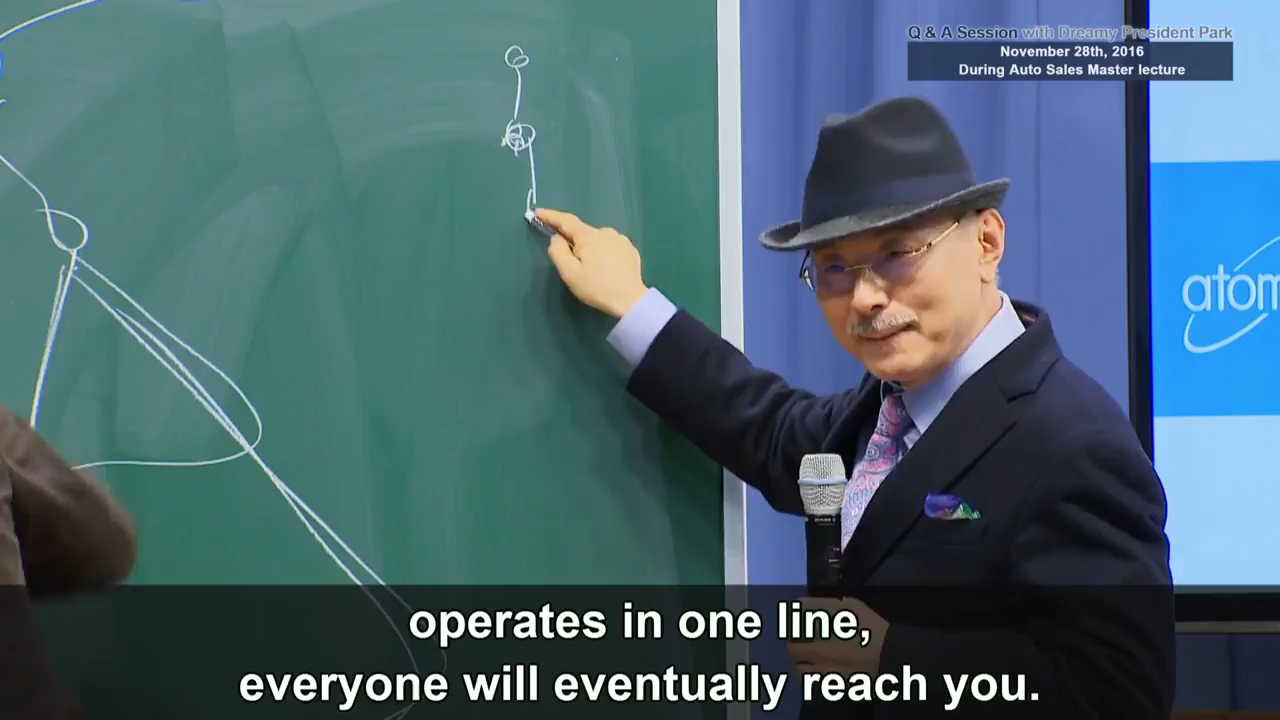 Q & A Session with Dreamy President Park
November 28th, 2016
During Auto Sales Master lecture
atom
operates in one line,
everyone will eventually reach you.